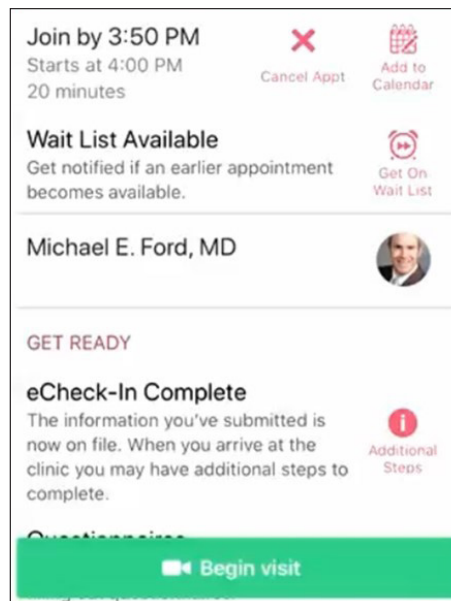 Join by 3:50 PM
Starts at 4:00 PM
20 minutes
Cancel Appt
Add to
Calendar
Wait List Available
Get notified if an earlier appointment
becomes available.
Get On
Wait List
Michael E. Ford, MD
GET READY
eCheck-In Complete
The information you've submitted is
now on file. When you arrive at the
clinic you may have additional steps to
complete.
Additional
Steps
Begin visit